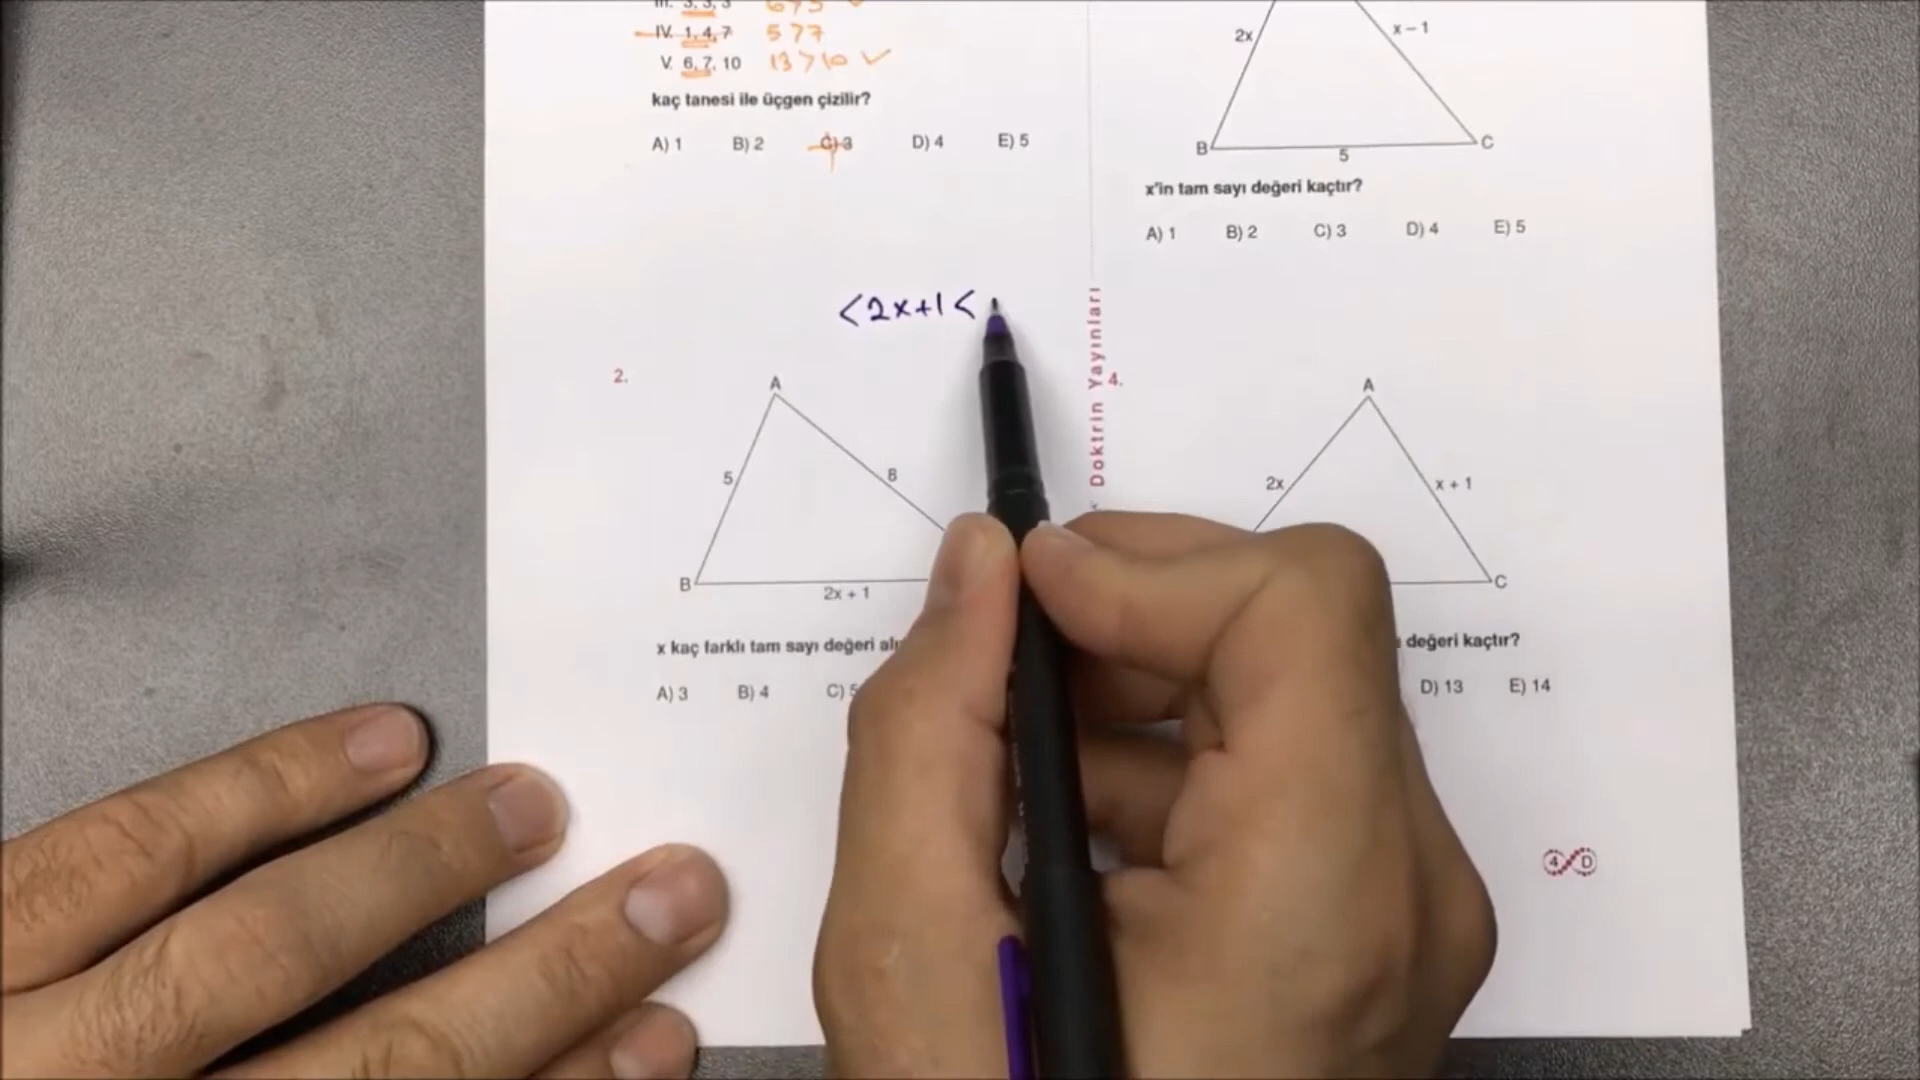 IV. 1, 4, 7 5 > 7
V. 6, 7, 10 13 > 10 ✓
kaç tanesi ile üçgen çizilir?
A) 1 B) 2 C) 3 D) 4 E) 5
<2x+1<
2.
A
5
8
B
2x + 1
x kaç farklı tam sayı değeri
A) 3 B) 4 C)
Doktrin Yayınları
2x
x – 1
B
C
5
x'in tam sayı değeri kaçtır?
A) 1 B) 2 C) 3 D) 4 E) 5
4.
A
2x
x + 1
C
değeri kaçtır?
D) 13 E) 14
4 D